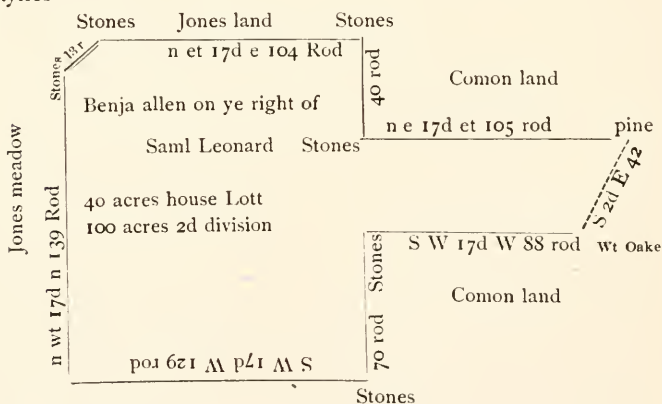 Stones Jones land Stones
13 r
n et 17d e 104 Rod
Stones
40 rod
Comon land
Benja allen on ye right of
Saml Leonard Stones
n e 17d et 105 rod
pine
S 2d E 42
Jones meadow
n wt 17d n 139 Rod
40 acres house Lott
100 acres 2d division
S W 17d W 88 rod
Wt Oake
Stones
70 rod
Comon land
S W 17d W 129 rod
Stones